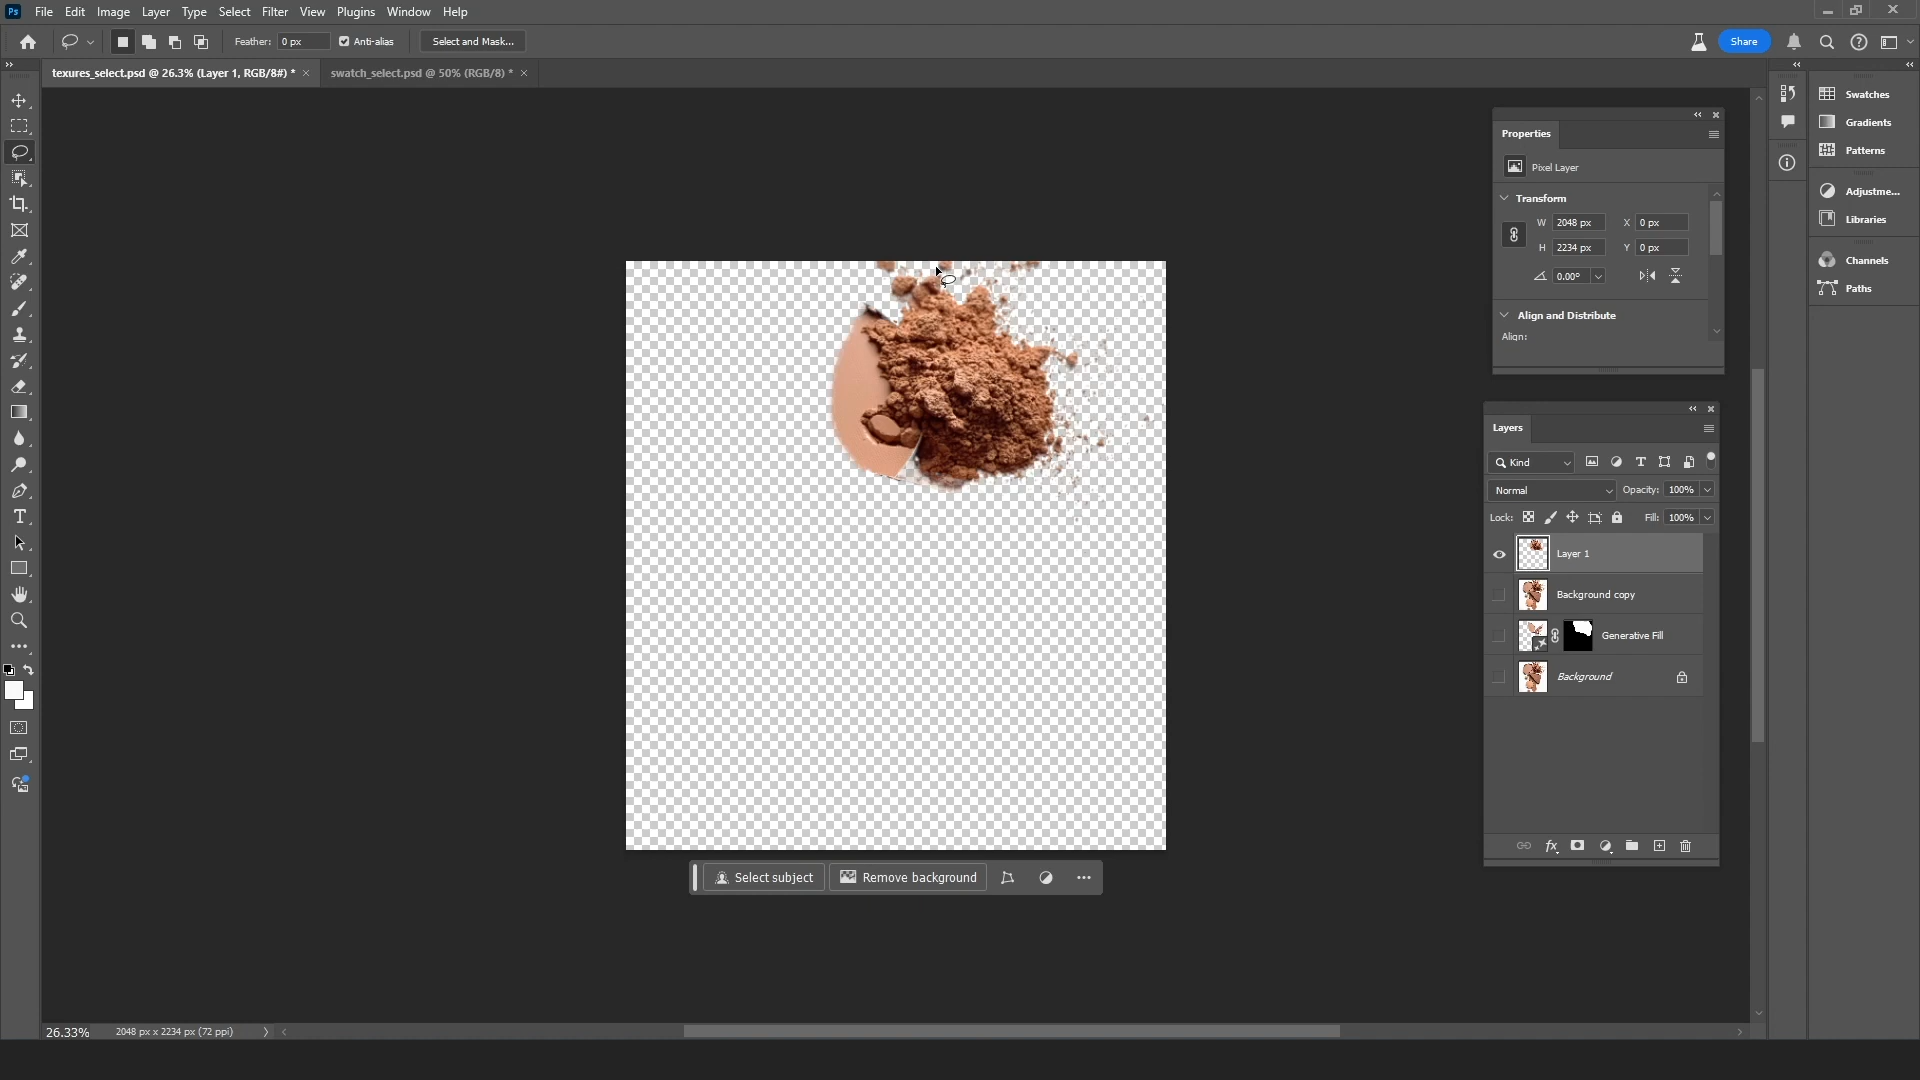 Ps File Edit Image Layer Type Select Filter View Plugins Window Help
Feather: 0 px Anti-alias Select and Mask... Share
texures_select.psd @ 26.3% (Layer 1, RGB/8#) * × swatch_select.psd @ 50% (RGB/8) * ×
Properties
Pixel Layer
Transform
W 2048 px X 0 px
H 2234 px Y 0 px
0.00°
Align and Distribute
Align:
Swatches
Gradients
Patterns
Adjustme...
Libraries
Channels
Paths
Layers
Kind
Normal Opacity: 100%
Lock: Fill: 100%
Layer 1
Background copy
Generative Fill
Background
fx
Select subject Remove background
26.33% 2048 px x 2234 px (72 ppi)